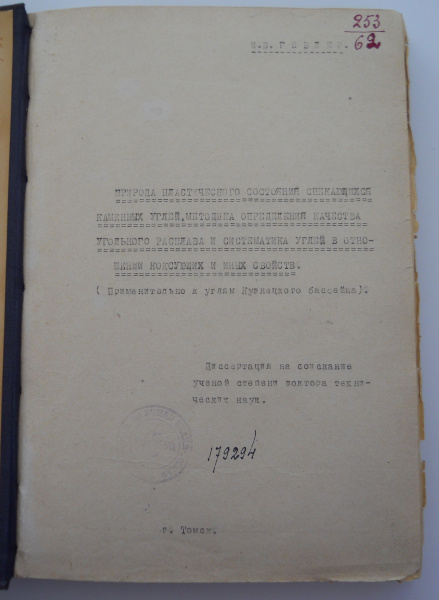 253
62
ПРИРОДА ПЛАСТИЧЕСКОГО СОСТОЯНИЯ СПЕКАЮЩИХСЯ
КАМЕННЫХ УГЛЕЙ, МЕТОДИКА ОПРЕДЕЛЕНИЯ КАЧЕСТВА
УГОЛЬНОГО РАСПЛАВА И СИСТЕМАТИКА УГЛЕЙ В ОТНО-
ШЕНИИ КОКСУЮЩИХ И ИНЫХ СВОЙСТВ.
( Применительно к углям Кузнецкого бассейна).
Диссертация на соискание
ученой степени доктора техни-
ческих наук.
179294
г. Томск.